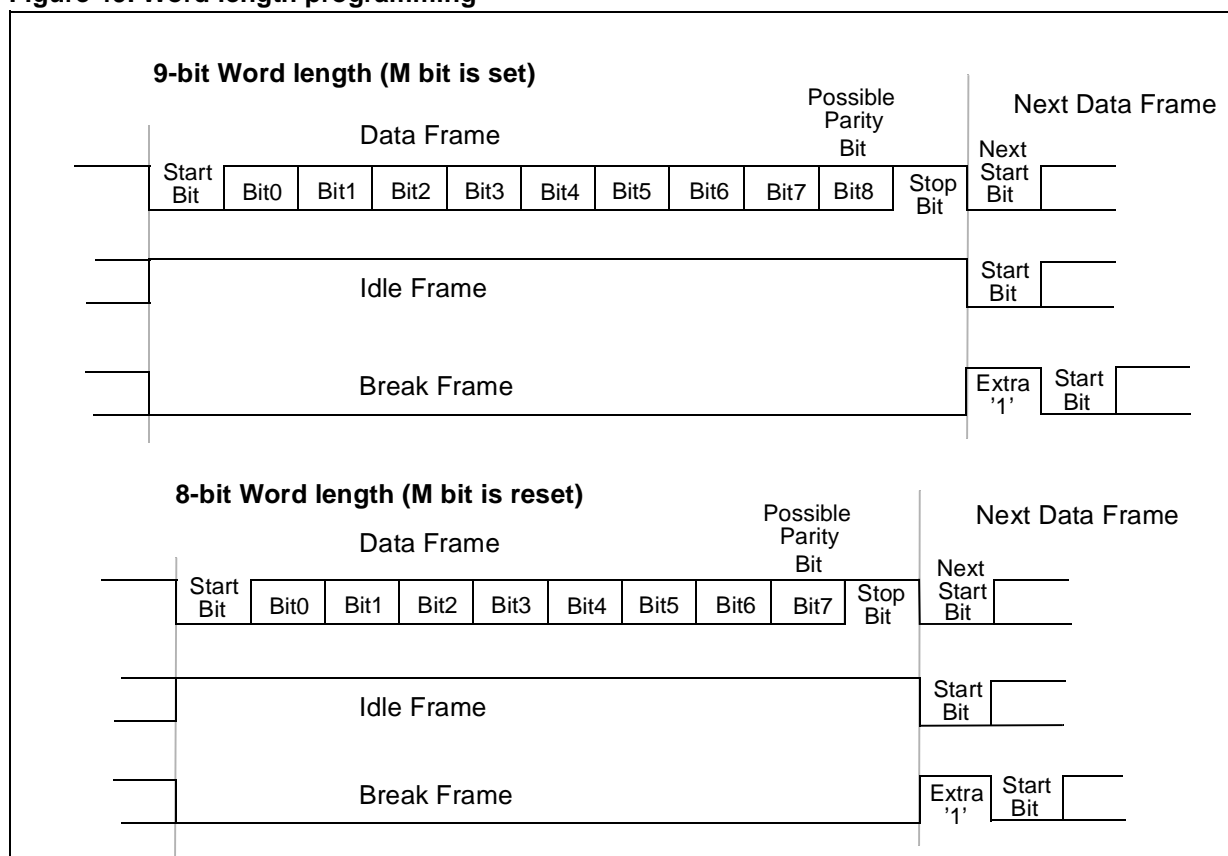 Figure 48. Word length programming
9-bit Word length (M bit is set)
Possible
Parity
Bit
Next Data Frame
Data Frame
Next
Start
Bit
Start
Bit
Bit0
Bit1
Bit2
Bit3
Bit4
Bit5
Bit6
Bit7
Bit8
Stop
Bit
Idle Frame
Start
Bit
Break Frame
Extra
’1’
Start
Bit
8-bit Word length (M bit is reset)
Possible
Parity
Bit
Next Data Frame
Data Frame
Next
Start
Bit
Start
Bit
Bit0
Bit1
Bit2
Bit3
Bit4
Bit5
Bit6
Bit7
Stop
Bit
Idle Frame
Start
Bit
Break Frame
Extra
’1’
Start
Bit